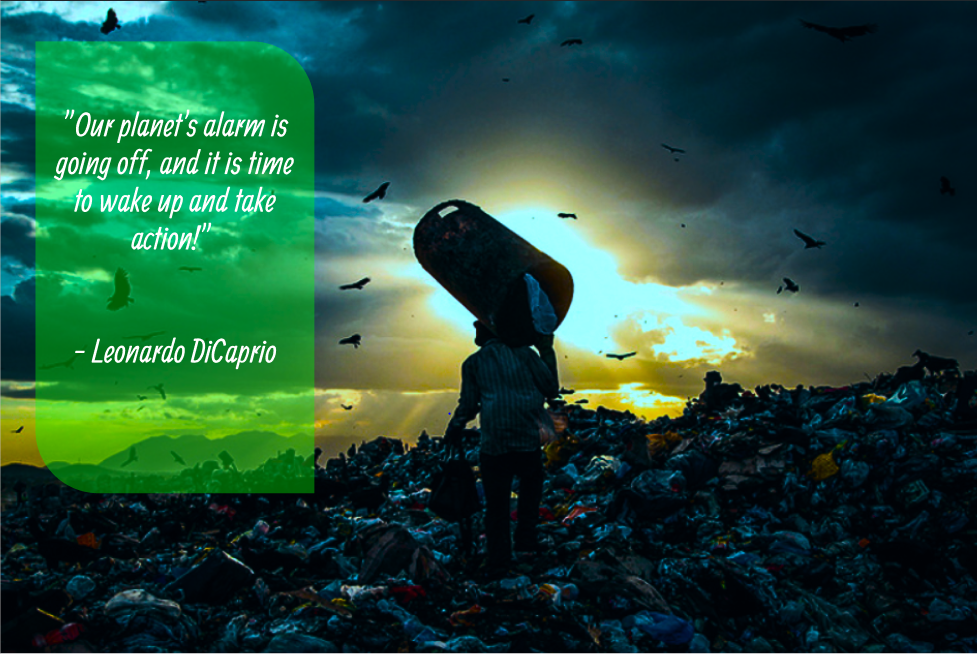 "Our planet's alarm is
going off, and it is time
to wake up and take
action!"
- Leonardo DiCaprio